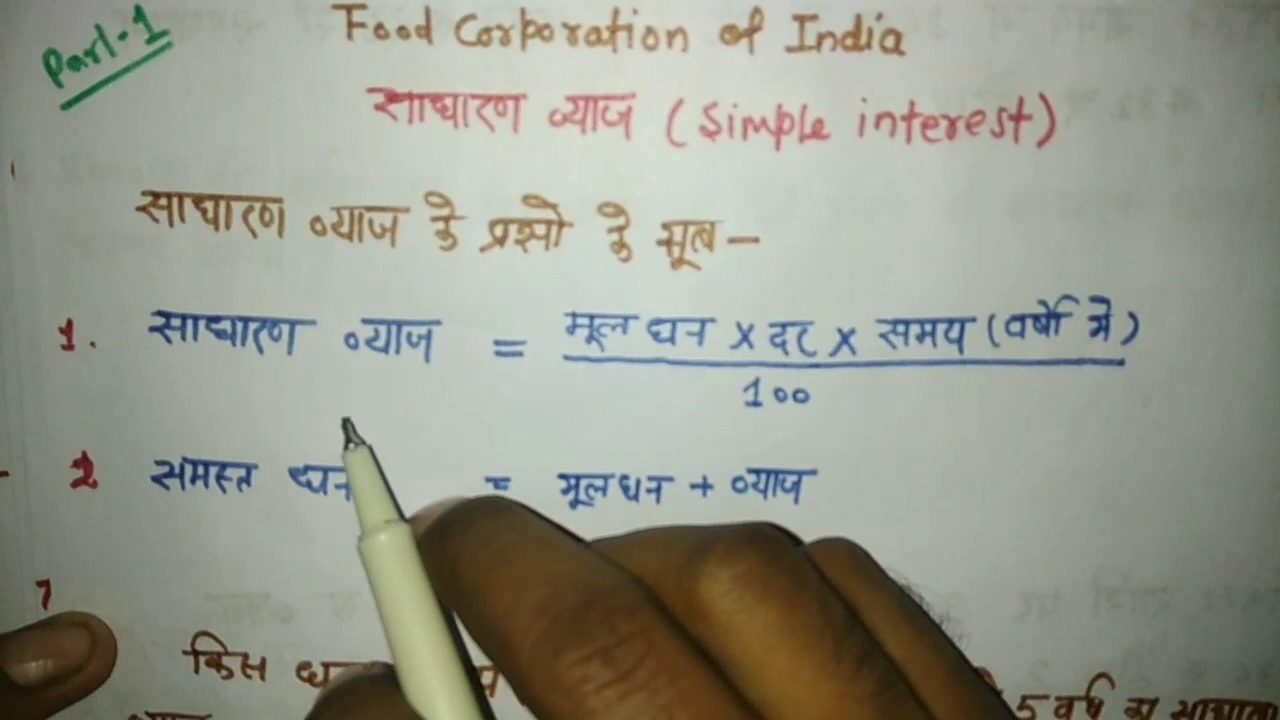 Part-1
Food Corporation of India
साधारण व्याज (Simple interest)
साधारण व्याज के प्रश्नो के सूत्र –
1. साधारण व्याज = मूल धन x दर x समय (वर्षो मे)
100
2 समस्त धन = मूलधन + व्याज
किस
5 वर्ष का